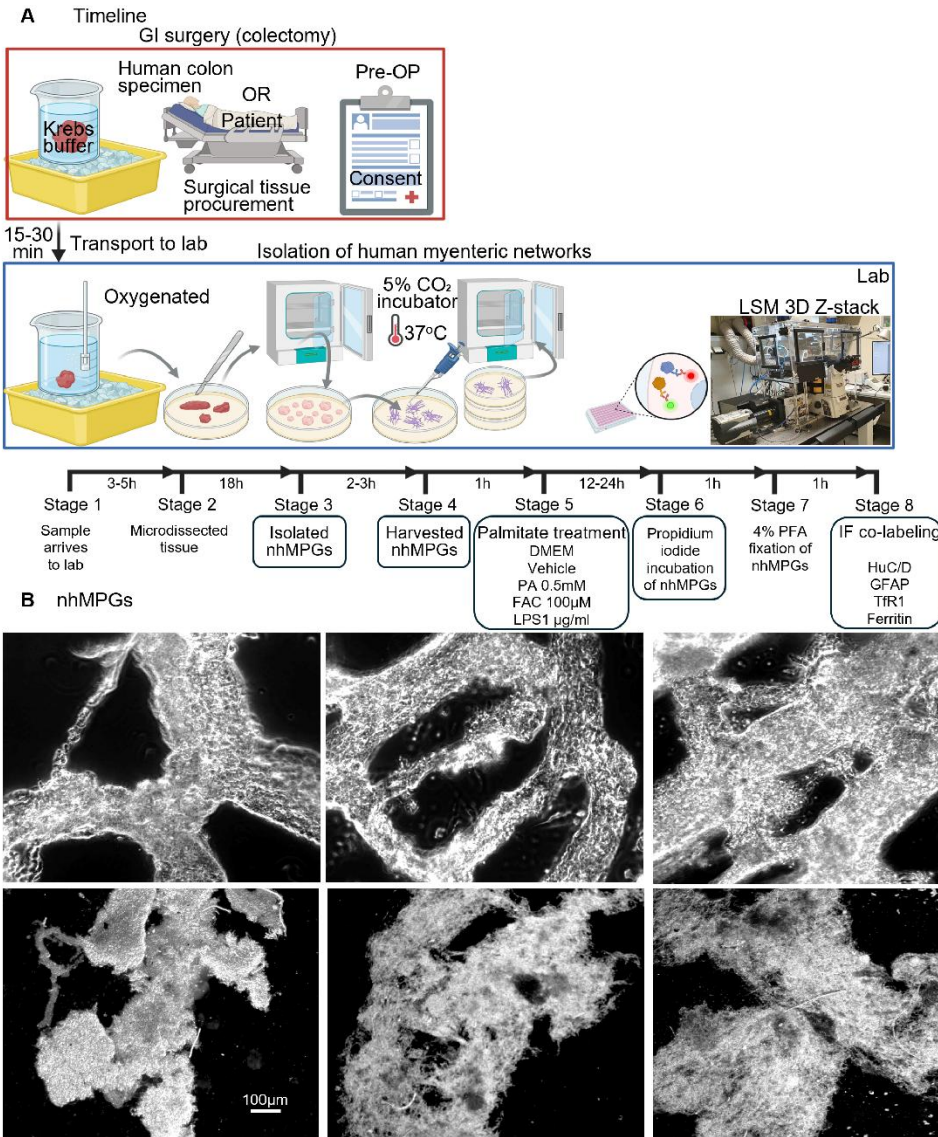 A
Timeline
GI surgery (colectomy)
Human colon
specimen
Krebs
buffer
OR
Patient
Surgical tissue
procurement
Pre-OP
Consent
15-30
min
Transport to lab
Isolation of human myenteric networks
Lab
Oxygenated
5% CO₂
incubator
37°C
LSM 3D Z-stack
3-5h
18h
2-3h
1h
12-24h
1h
1h
Stage 1
Sample
arrives
to lab
Stage 2
Microdissected
tissue
Stage 3
Isolated
nhMPGs
Stage 4
Harvested
nhMPGs
Stage 5
Palmitate treatment
DMEM
Vehicle
PA 0.5mM
FAC 100µM
LPS1 µg/ml
Stage 6
Propidium
iodide
incubation
of nhMPGs
Stage 7
4% PFA
fixation of
nhMPGs
Stage 8
IF co-labeling
HuC/D
GFAP
TfR1
Ferritin
B
nhMPGs
100µm